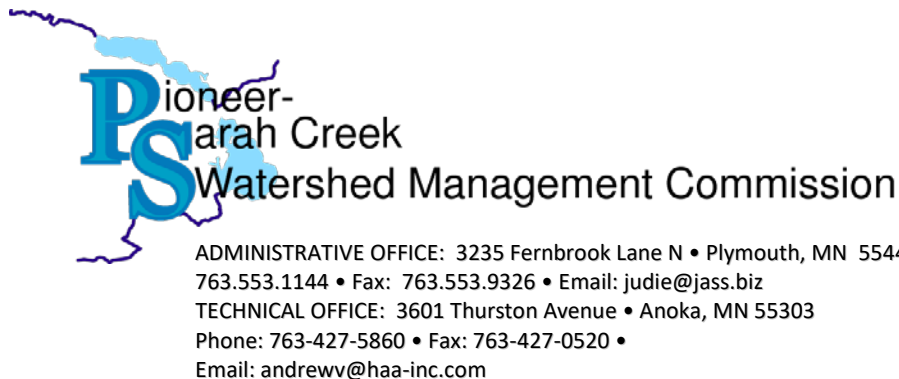 Pioneer-
Sarah Creek
Watershed Management Commission
ADMINISTRATIVE OFFICE: 3235 Fernbrook Lane N • Plymouth, MN 5544
763.553.1144 • Fax: 763.553.9326 • Email: judie@jass.biz
TECHNICAL OFFICE: 3601 Thurston Avenue • Anoka, MN 55303
Phone: 763-427-5860 • Fax: 763-427-0520 •
Email: andrewv@haa-inc.com